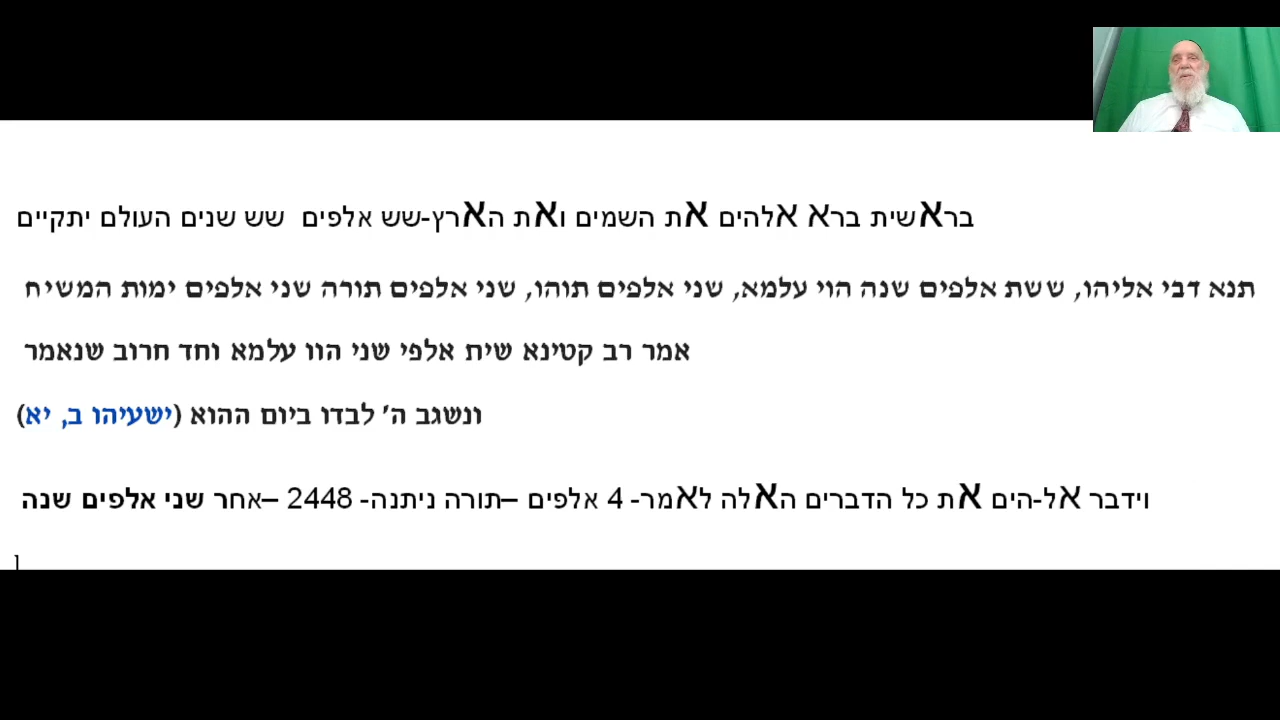 בראשית ברא אלהים את השמים ואת הארץ-שש אלפים שש שנים העולם יתקיים
תנא דבי אליהו, ששת אלפים שנה הוי עלמא, שני אלפים תוהו, שני אלפים תורה שני אלפים ימות המשיח
אמר רב קטינא שית אלפי שני הוו עלמא וחד חרוב שנאמר
ונשגב ה' לבדו ביום ההוא (ישעיהו ב, יא)
וידבר אל-הים את כל הדברים האלה לאמר- 4 אלפים –תורה ניתנה- 2448 –אחר שני אלפים שנה